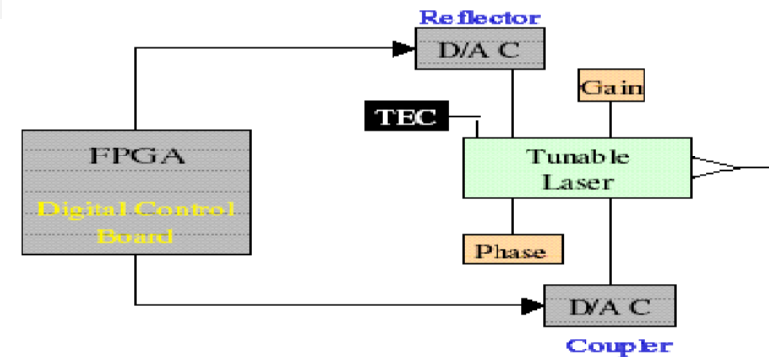 Reflector
D/A C
Gain
TEC
FPGA
Digital Control
Board
Tunable
Laser
Phase
D/A C
Coupler